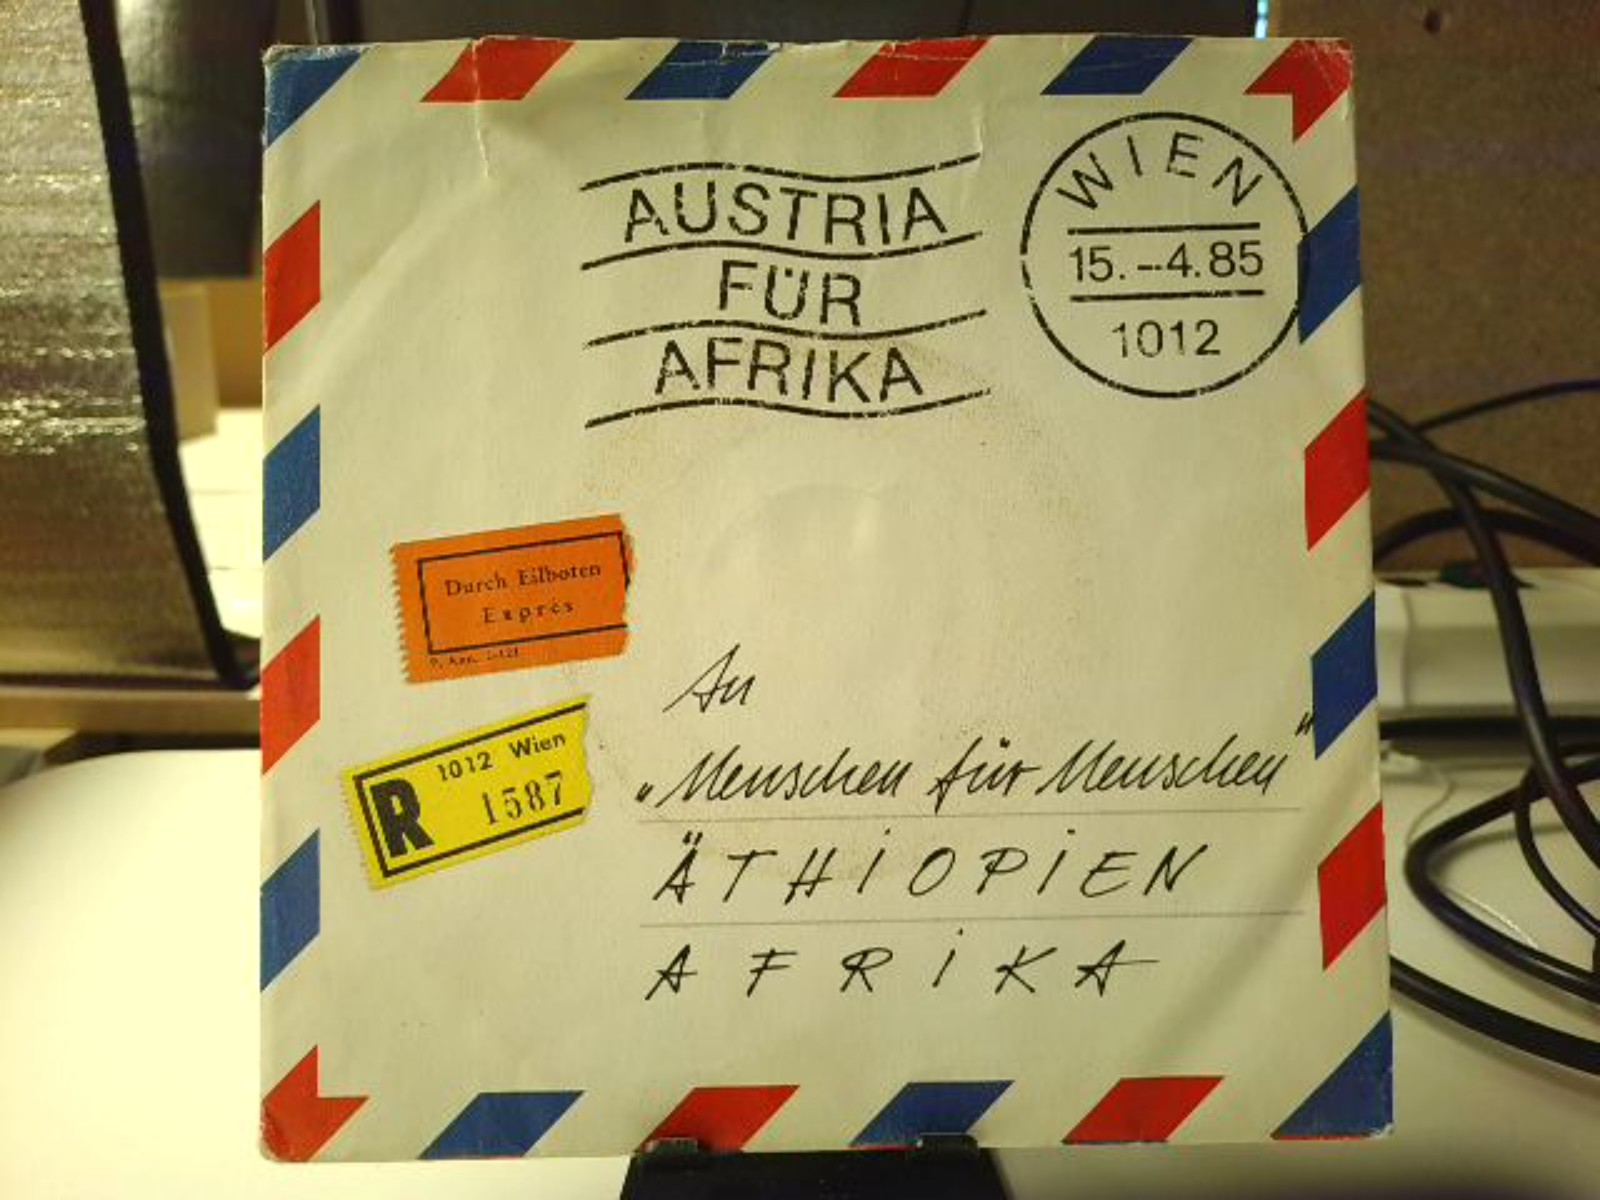 AUSTRIA
FÜR
AFRIKA
WIEN
15.-4.85
1012
Durch Eilboten
Exprès
R 1012 Wien
1587
An
„Menschen für Menschen"
ÄTHIOPIEN
AFRIKA